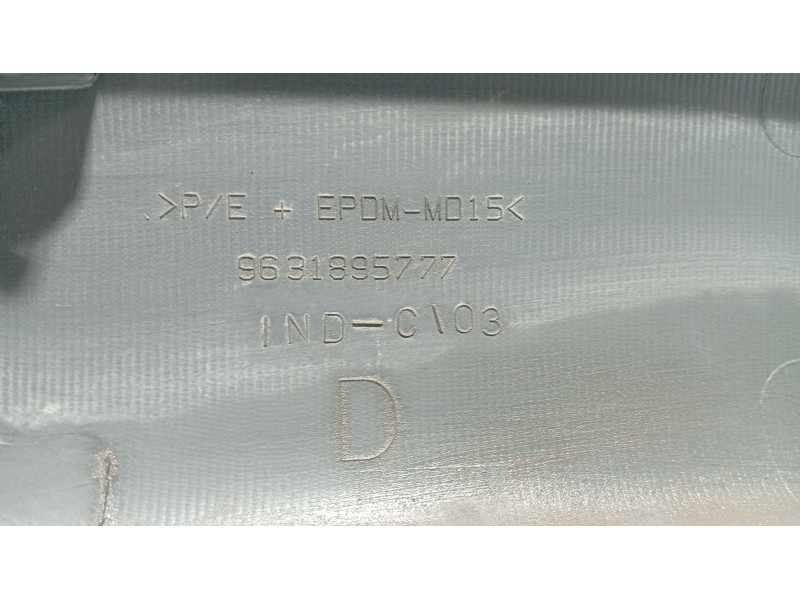 >P/E + EPDM-MD15<
9631895777
IND-C\03
D